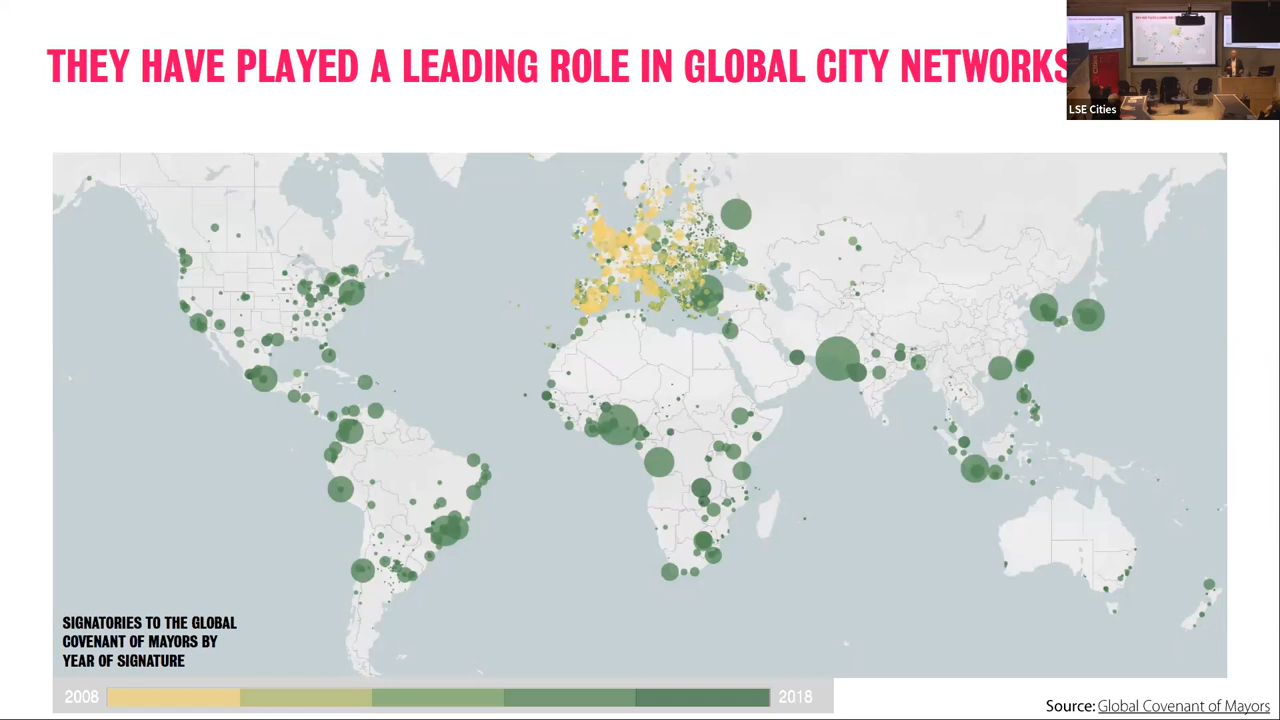 THEY HAVE PLAYED A LEADING ROLE IN GLOBAL CITY NETWORKS
LSE Cities
SIGNATORIES TO THE GLOBAL
COVENANT OF MAYORS BY
YEAR OF SIGNATURE
2008
2018
Source: Global Covenant of Mayors